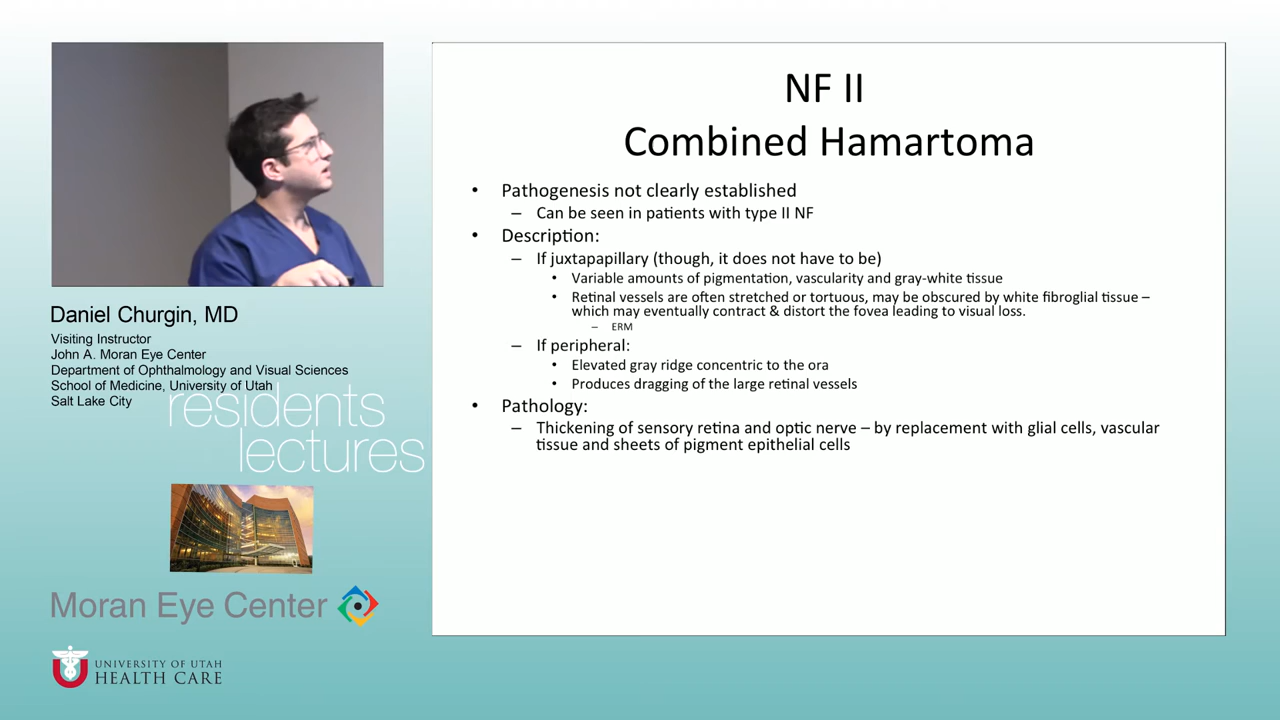 NF II
Combined Hamartoma
• Pathogenesis not clearly established
– Can be seen in patients with type II NF
• Description:
– If juxtapapillary (though, it does not have to be)
• Variable amounts of pigmentation, vascularity and gray-white tissue
• Retinal vessels are often stretched or tortuous, may be obscured by white fibroglial tissue –
which may eventually contract & distort the fovea leading to visual loss.
– ERM
– If peripheral:
• Elevated gray ridge concentric to the ora
• Produces dragging of the large retinal vessels
• Pathology:
– Thickening of sensory retina and optic nerve – by replacement with glial cells, vascular
tissue and sheets of pigment epithelial cells
Daniel Churgin, MD
Visiting Instructor
John A. Moran Eye Center
Department of Ophthalmology and Visual Sciences
School of Medicine, University of Utah
Salt Lake City
residents
lectures
Moran Eye Center
UNIVERSITY OF UTAH
HEALTH CARE